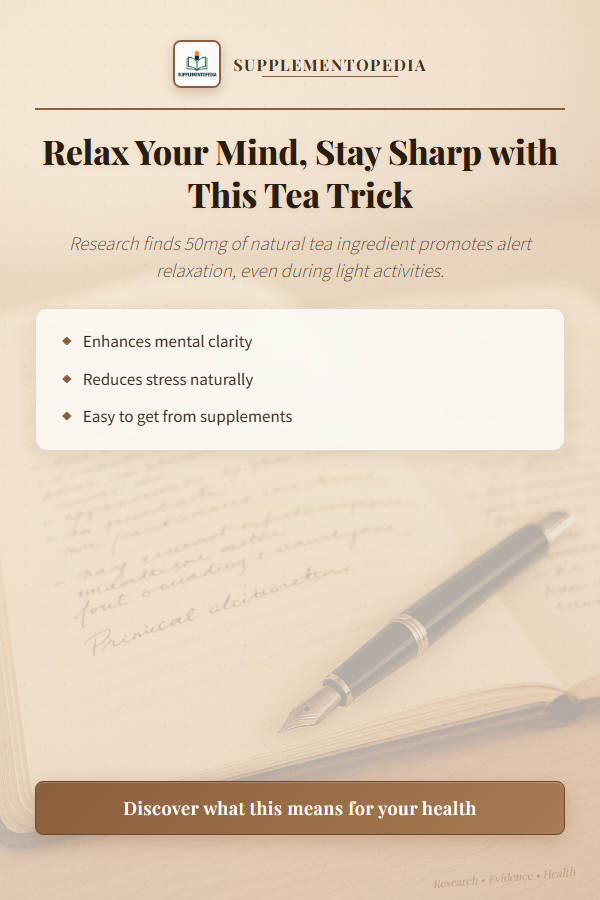 SUPPLEMENTOPEDIA
SUPPLEMENTOPEDIA
Relax Your Mind, Stay Sharp with
This Tea Trick
Research finds 50mg of natural tea ingredient promotes alert
relaxation, even during light activities.
Enhances mental clarity
Reduces stress naturally
Easy to get from supplements
Discover what this means for your health
Research • Evidence • Health